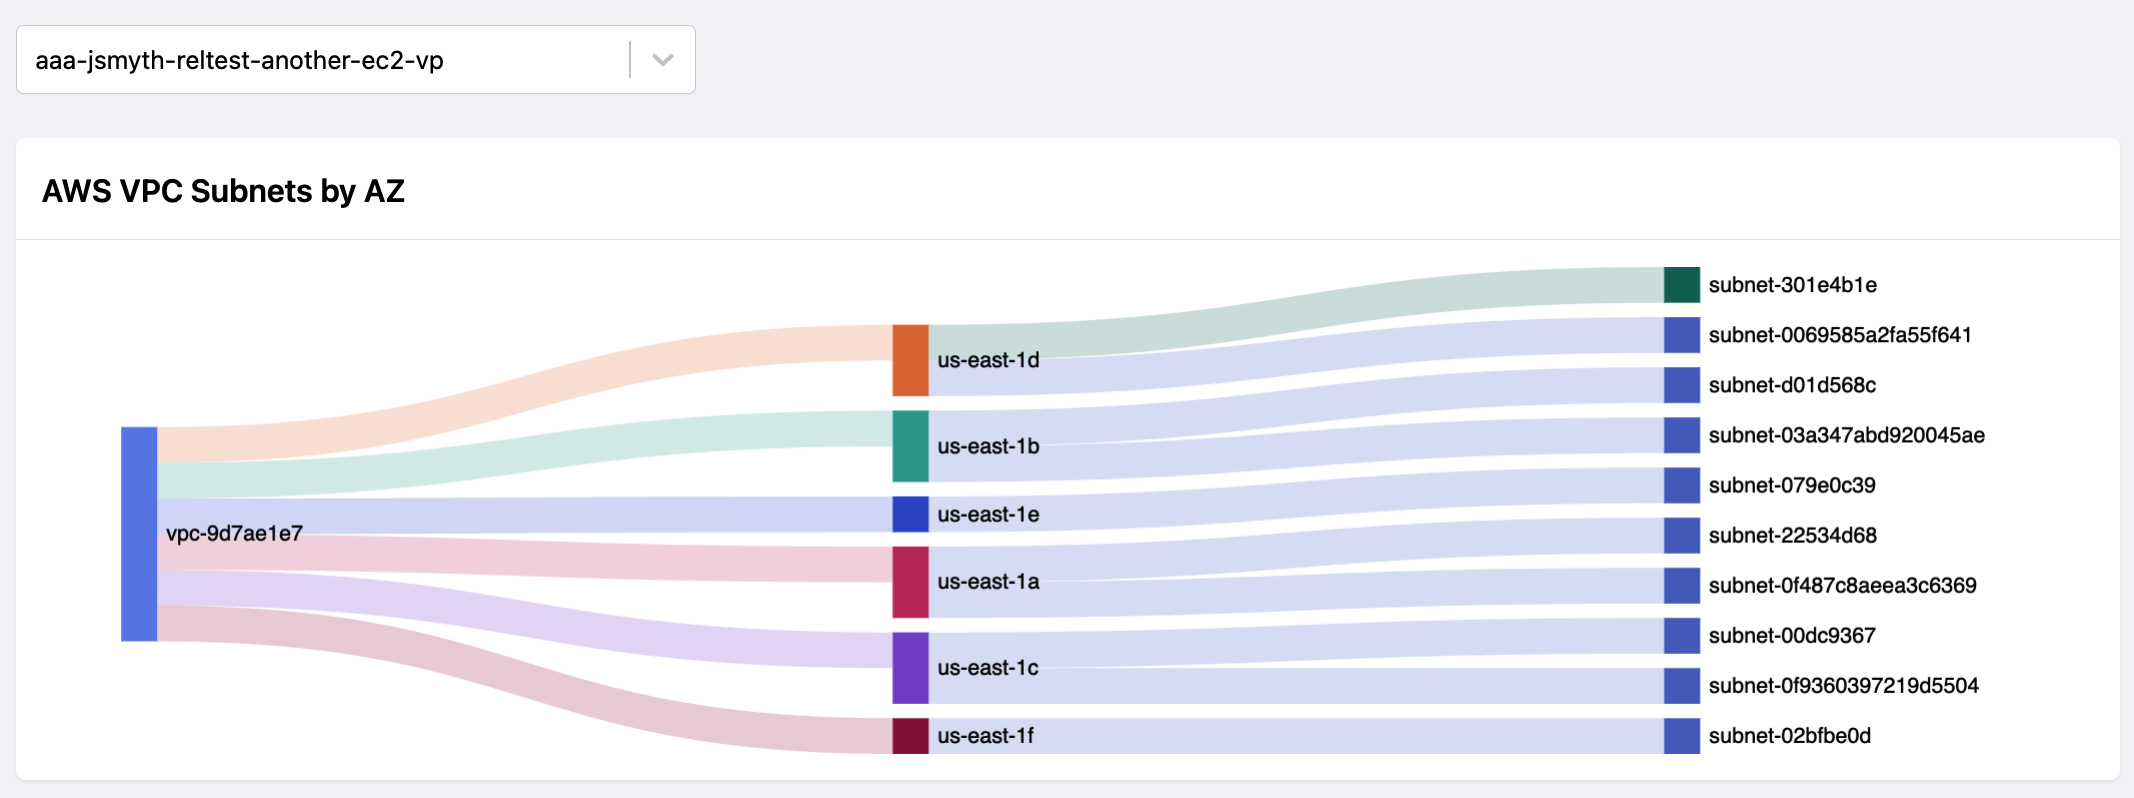 aaa-jsmyth-reltest-another-ec2-vp
AWS VPC Subnets by AZ
vpc-9d7ae1e7
us-east-1d
us-east-1b
us-east-1e
us-east-1a
us-east-1c
us-east-1f
subnet-301e4b1e
subnet-0069585a2fa55f641
subnet-d01d568c
subnet-03a347abd920045ae
subnet-079e0c39
subnet-22534d68
subnet-0f487c8aeea3c6369
subnet-00dc9367
subnet-0f9360397219d5504
subnet-02bfbe0d